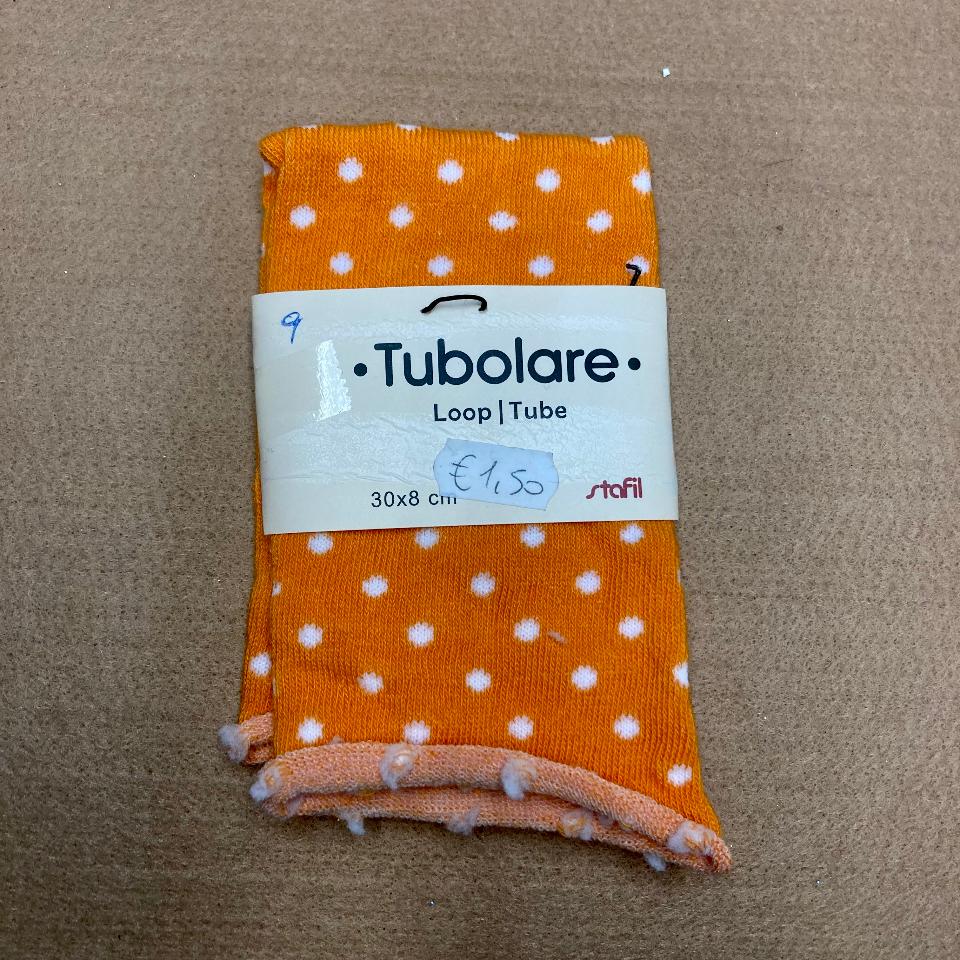 9
•Tubolare•
Loop|Tube
€1,50
30x8 cm
stafil